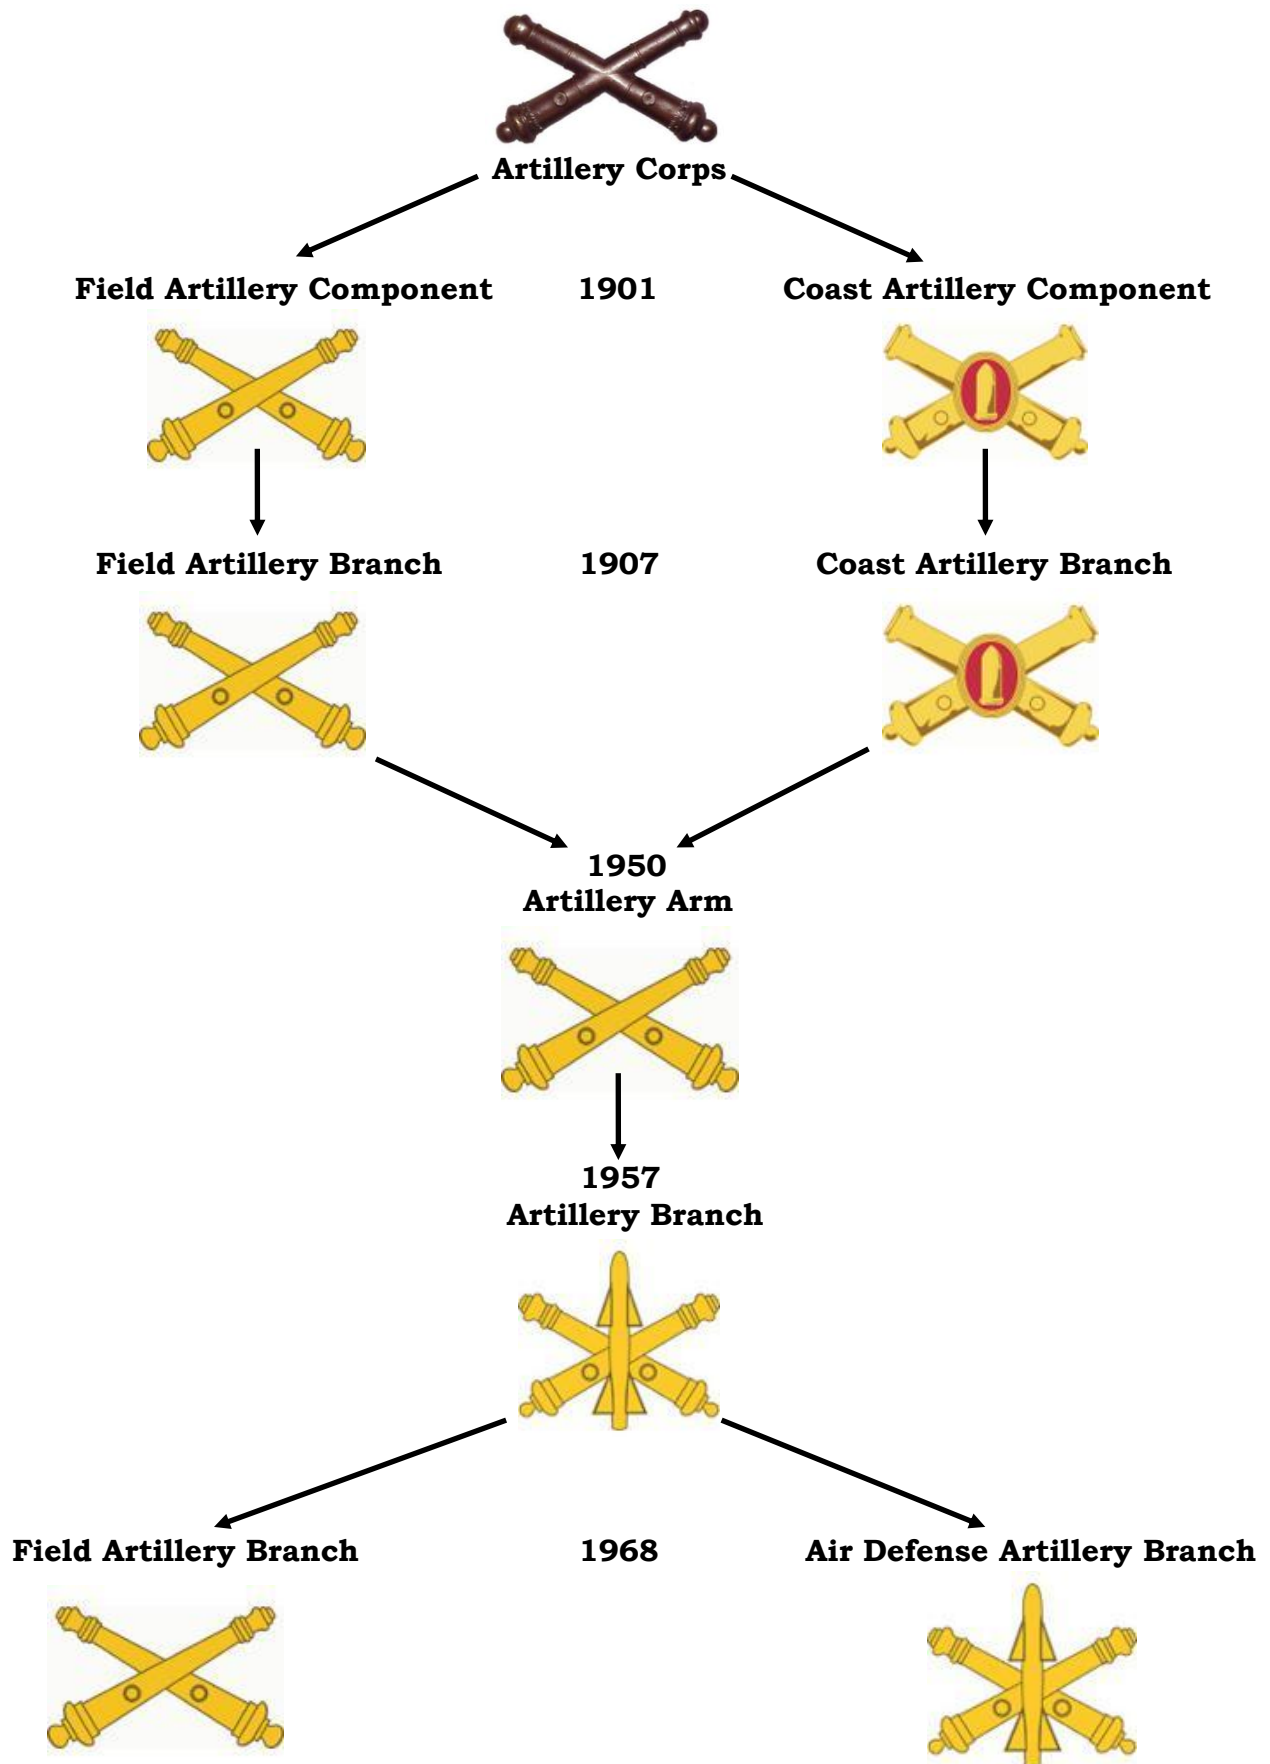 Artillery Corps
Field Artillery Component 1901 Coast Artillery Component
Field Artillery Branch 1907 Coast Artillery Branch
1950
Artillery Arm
1957
Artillery Branch
Field Artillery Branch 1968 Air Defense Artillery Branch